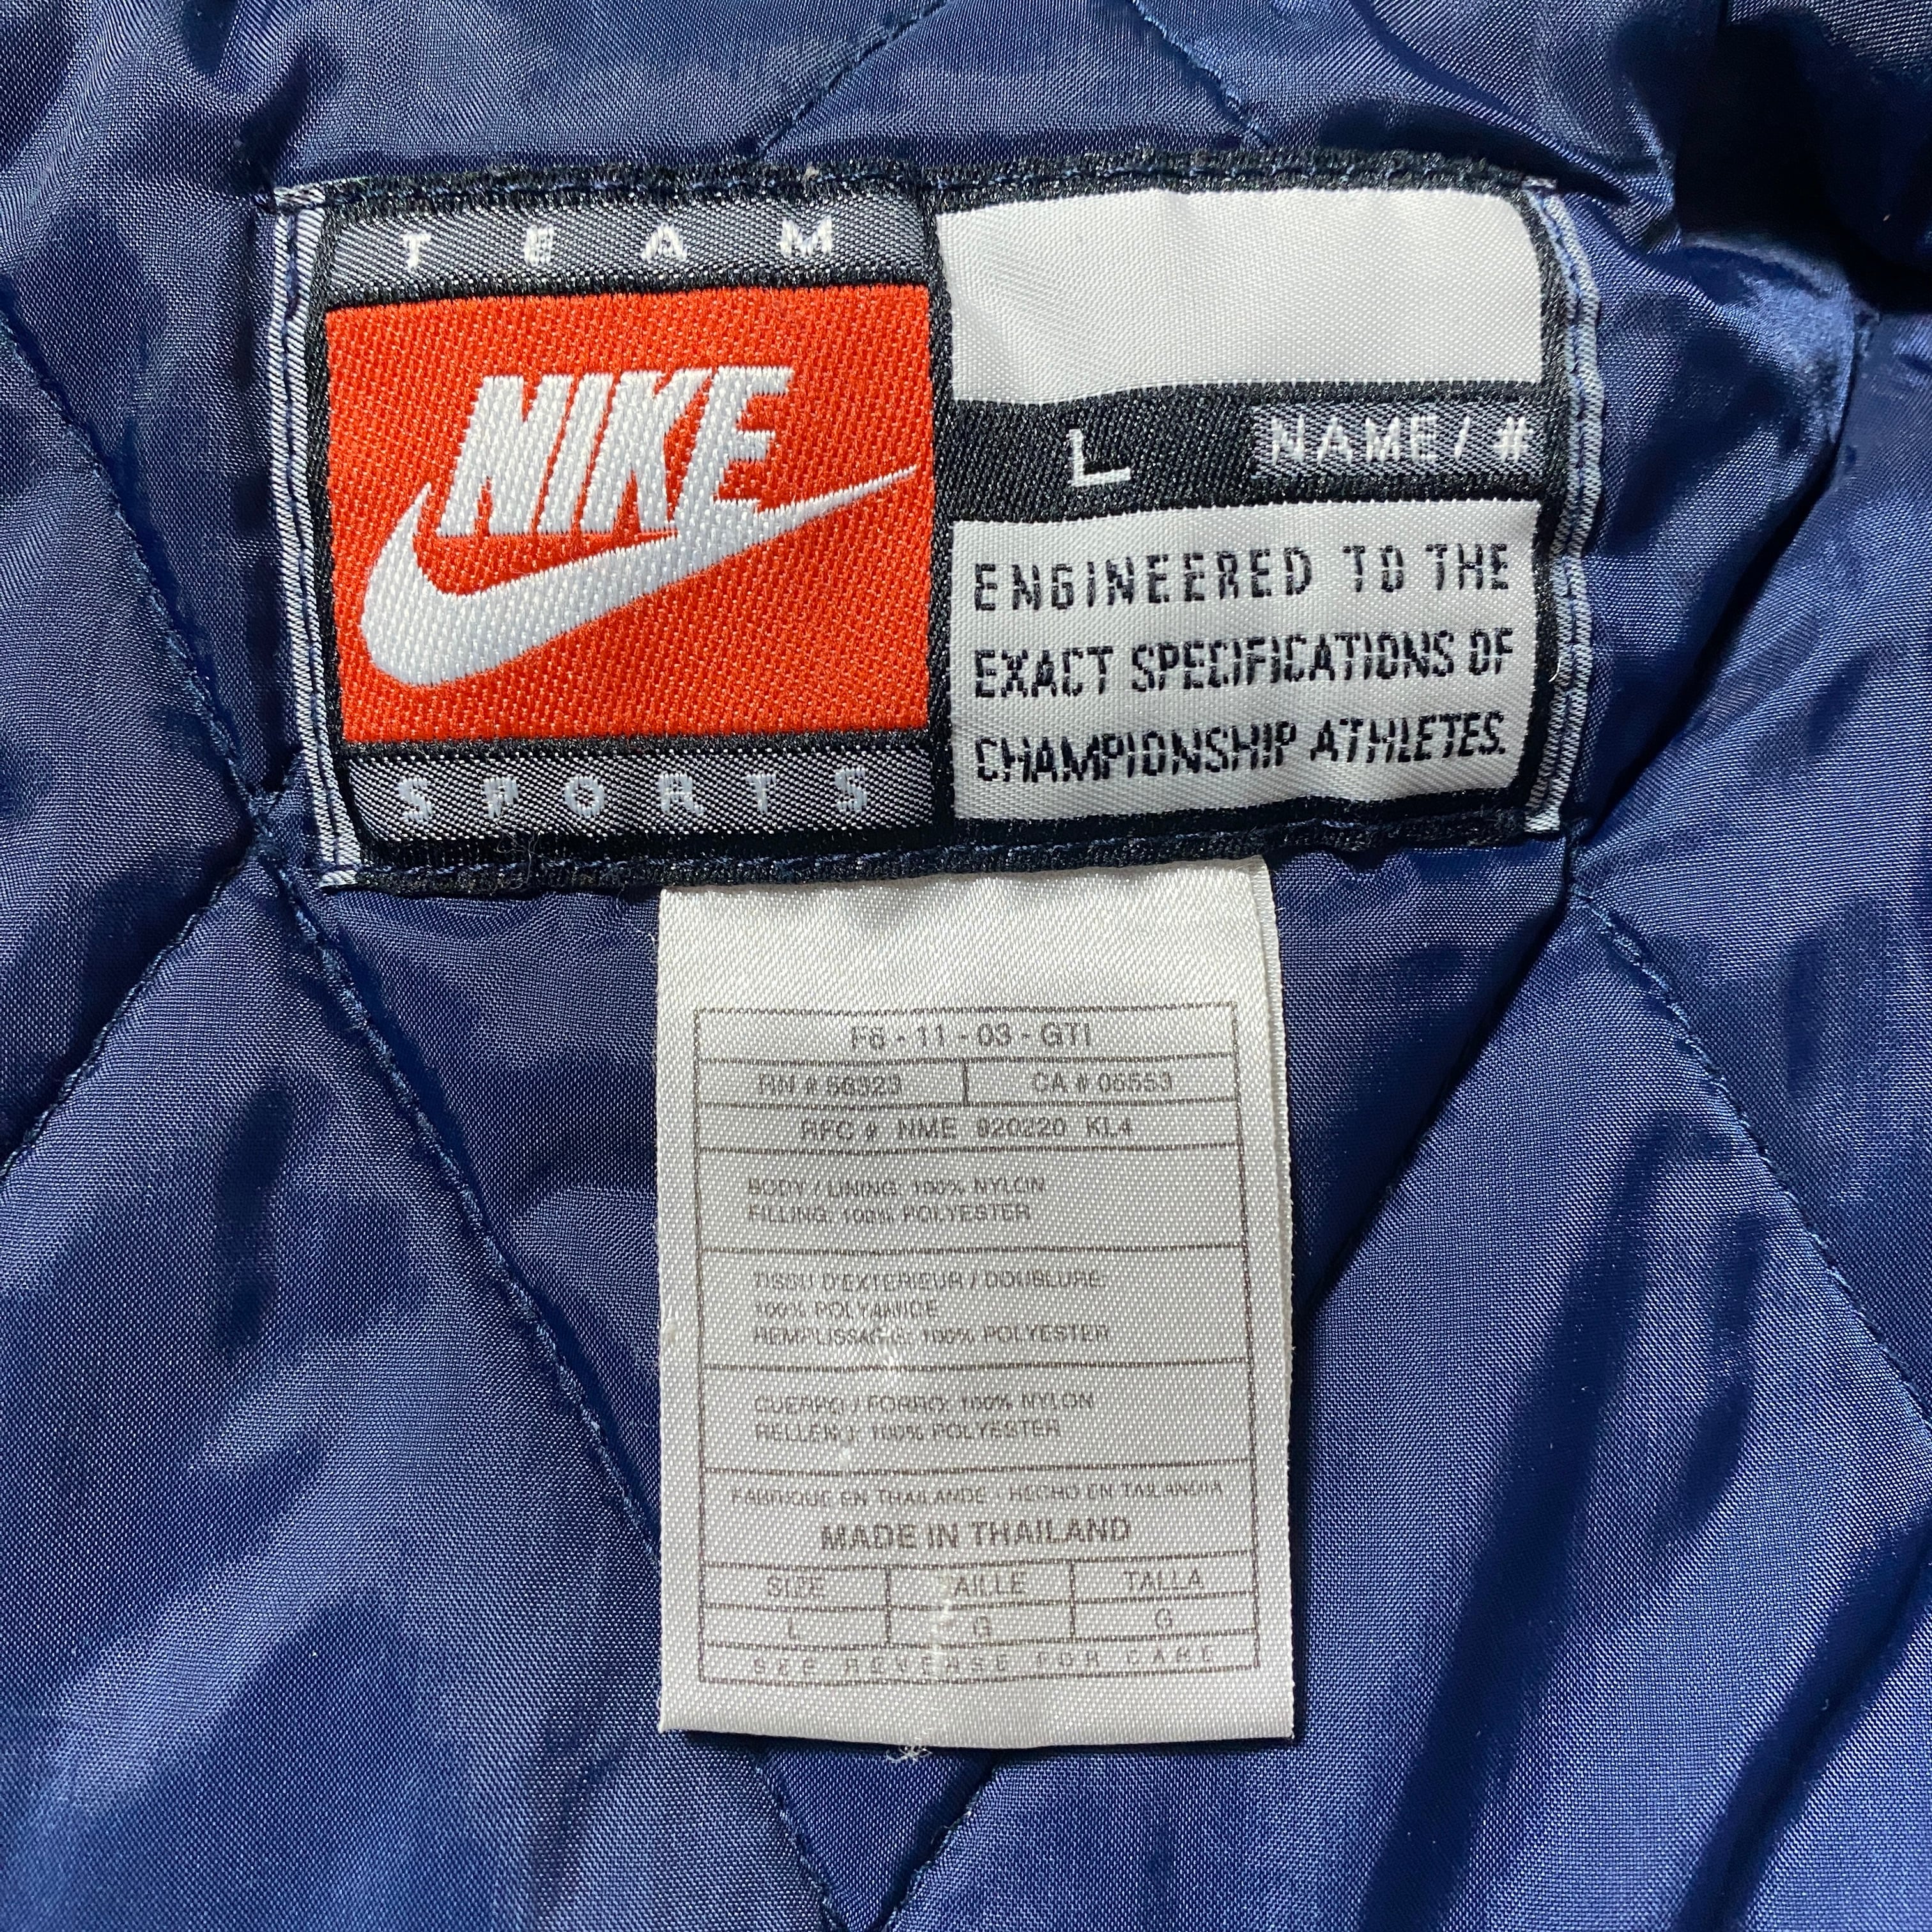 TEAM
NIKE
SPORTS
L NAME / #
ENGINEERED TO THE
EXACT SPECIFICATIONS OF
CHAMPIONSHIP ATHLETES.
F6 - 11 - 03 - GTI
RN # 56323 CA # 05553
RFC # NME 820220 KL4
BODY / LINING: 100% NYLON
FILLING: 100% POLYESTER
TISSU D'EXTERIEUR / DOUBLURE:
100% POLYAMIDE
REMPLISSAGE: 100% POLYESTER
CUERPO / FORRO: 100% NYLON
RELLENO: 100% POLYESTER
FABRIQUE EN THAILANDE - HECHO EN TAILANDIA
MADE IN THAILAND
SIZE TAILLE TALLA
L G G
SEE REVERSE FOR CARE